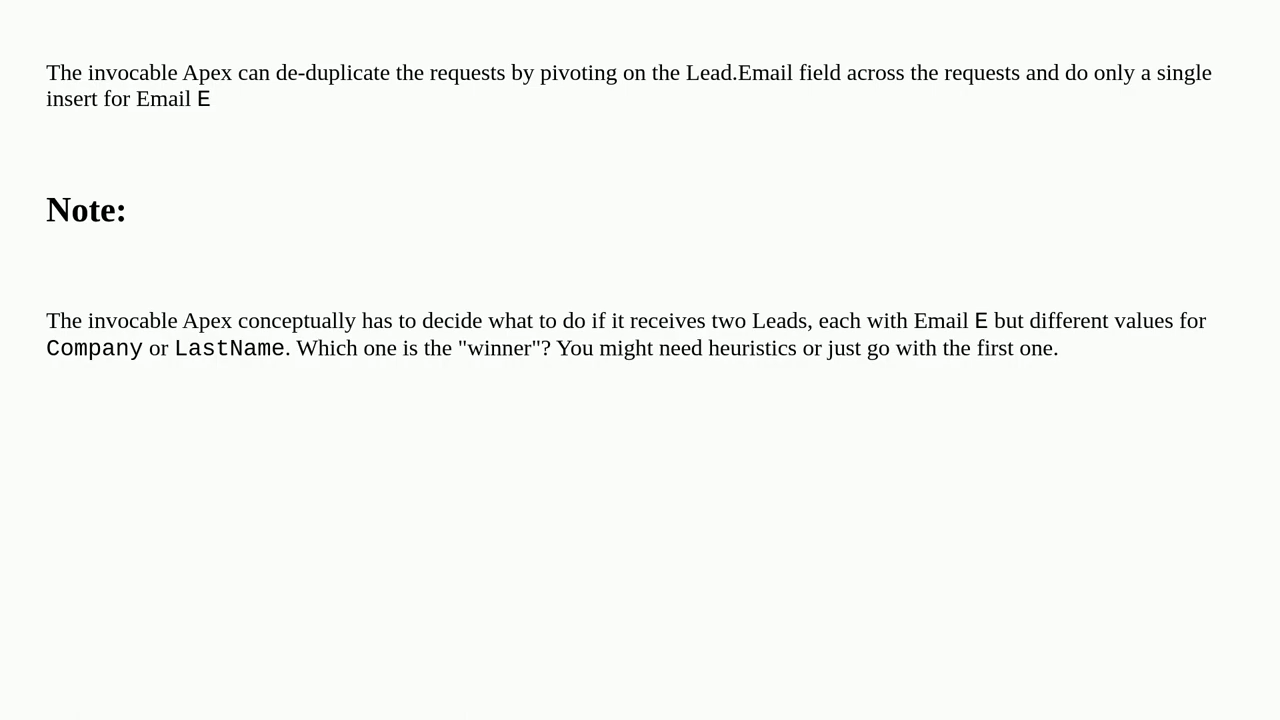 The invocable Apex can de-duplicate the requests by pivoting on the Lead.Email field across the requests and do only a single
insert for Email E
Note:
The invocable Apex conceptually has to decide what to do if it receives two Leads, each with Email E but different values for
Company or LastName. Which one is the "winner"? You might need heuristics or just go with the first one.